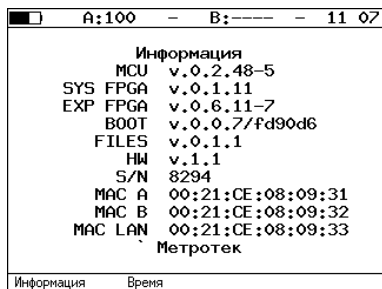 A:100 – B:---- – 11 07
Информация
MCU v.0.2.48-5
SYS FPGA v.0.1.11
EXP FPGA v.0.6.11-7
BOOT v.0.0.7/fd90d6
FILES v.0.1.1
HW v.1.1
S/N 8294
MAC A 00:21:CE:08:09:31
MAC B 00:21:CE:08:09:32
MAC LAN 00:21:CE:08:09:33
` Метротек
Информация Время